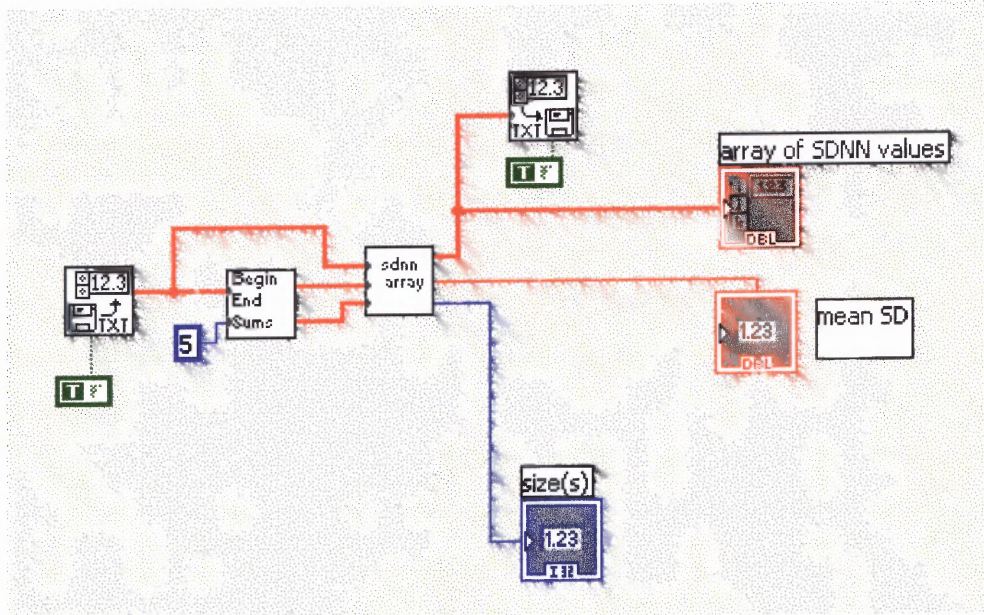 12.3
TXT
T F
array of SDNN values
DBL
sdnn
array
12.3
TXT
Begin
End
Sums
5
T F
1.23
DBL
mean SD
size(s)
1.23
I32